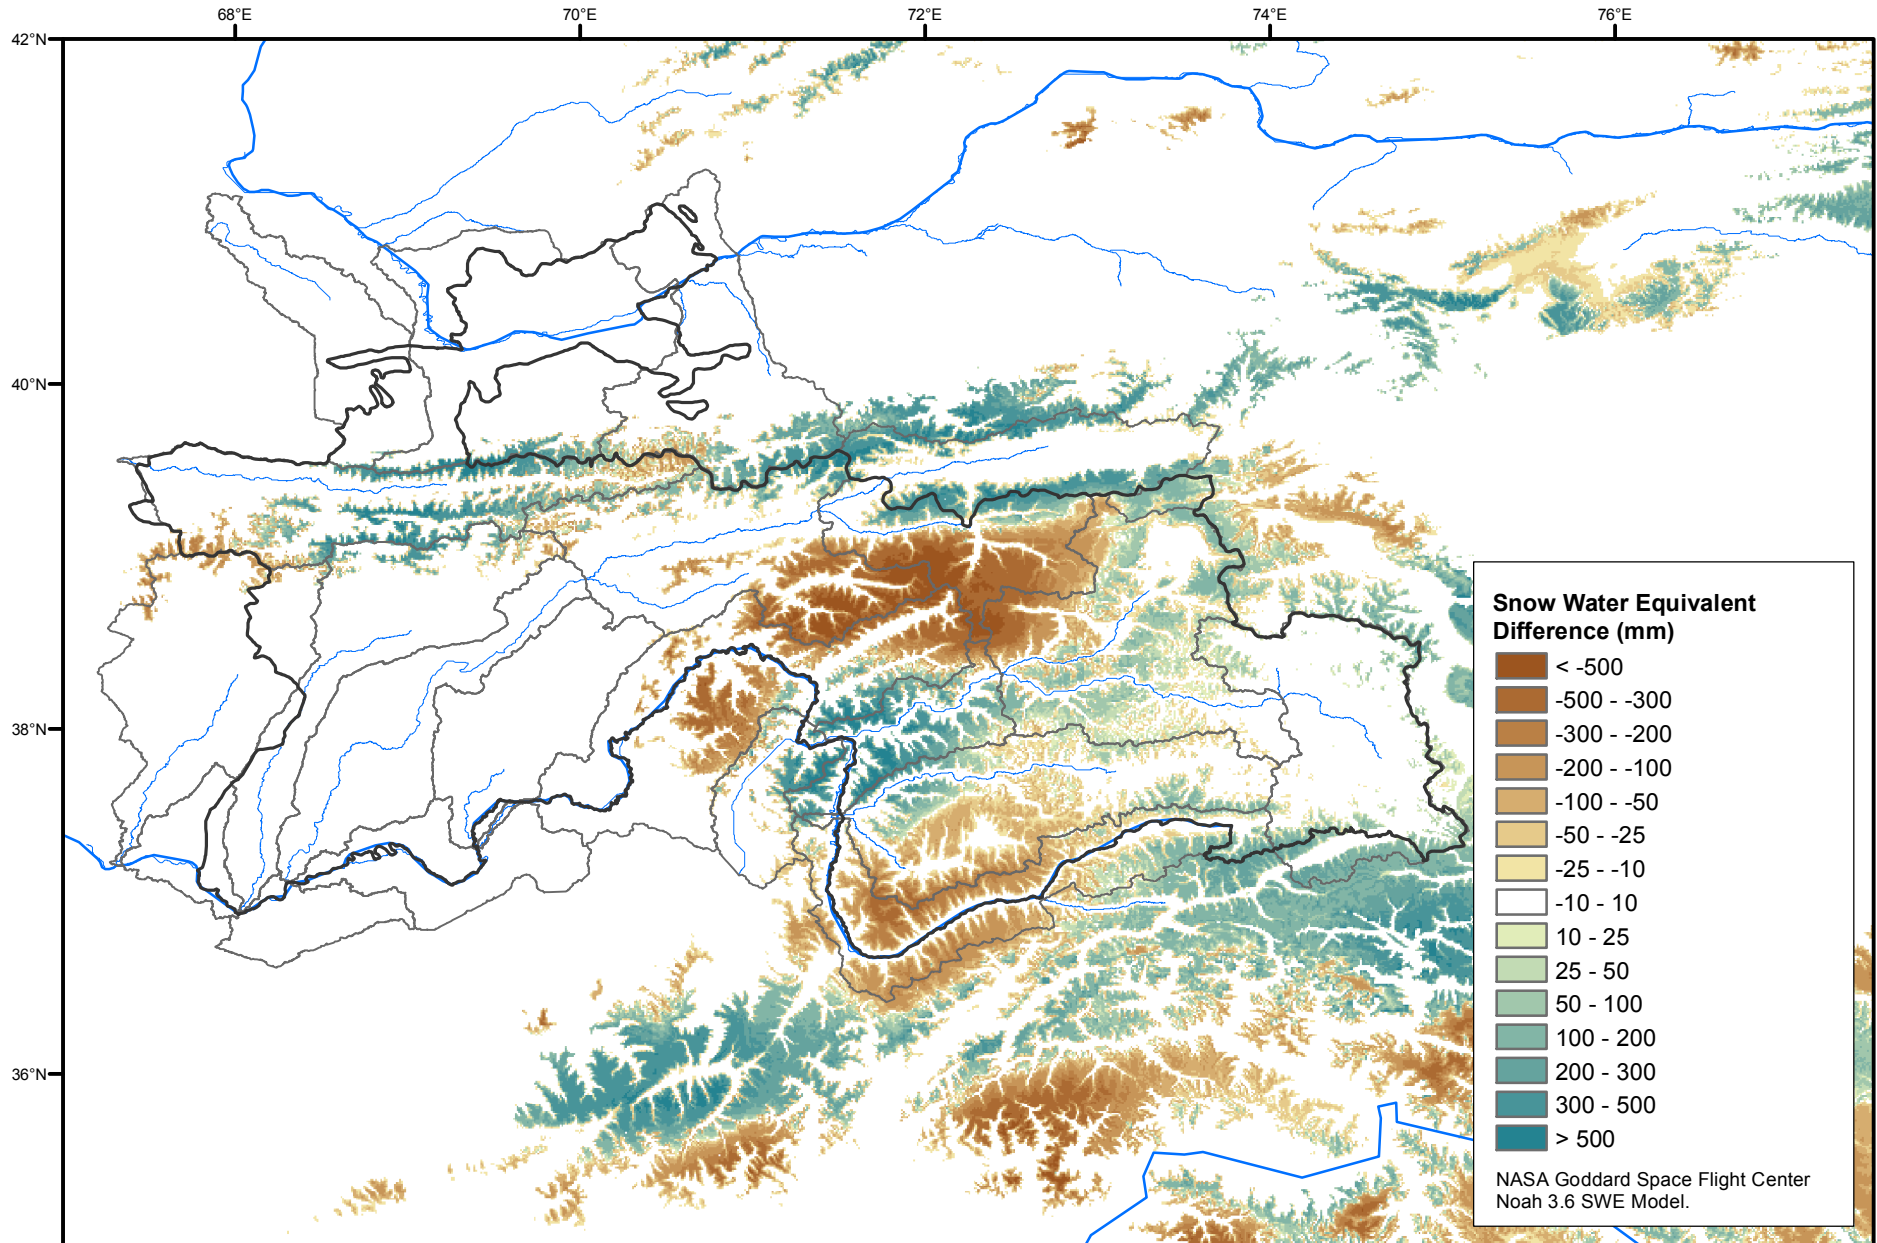 68°E 70°E 72°E 74°E 76°E
42°N
40°N
38°N
36°N
Snow Water Equivalent
Difference (mm)
< -500
-500 - -300
-300 - -200
-200 - -100
-100 - -50
-50 - -25
-25 - -10
-10 - 10
10 - 25
25 - 50
50 - 100
100 - 200
200 - 300
300 - 500
> 500
NASA Goddard Space Flight Center
Noah 3.6 SWE Model.